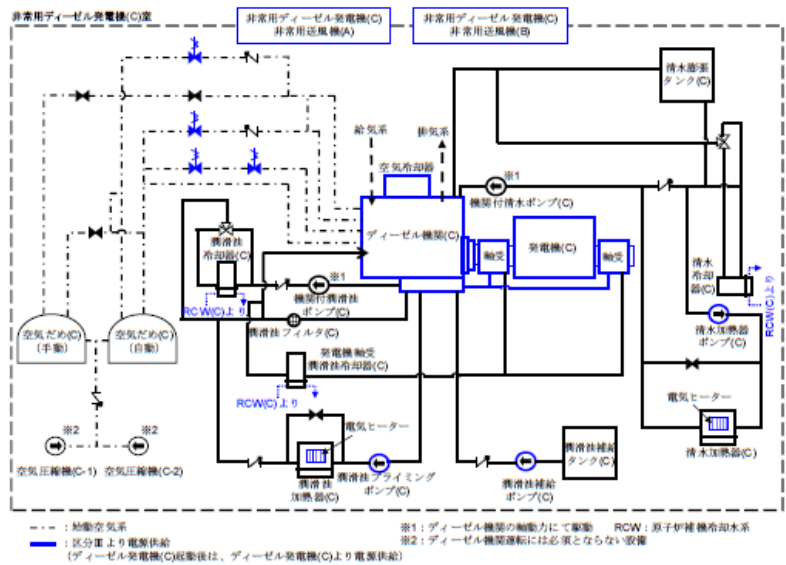 非常用ディーゼル発電機(C)室
非常用ディーゼル発電機(C)
非常用送風機(A)
非常用ディーゼル発電機(C)
非常用送風機(B)
清水膨張
タンク(C)
給気系
排気系
空気冷却器
※1
機関付清水ポンプ(C)
ディーゼル機関(C)
軸受
発電機(C)
軸受
潤滑油
冷却器(C)
※1
機関付潤滑油
ポンプ(C)
RCW(C)より
潤滑油フィルタ(C)
清水
冷却
器(C)
RCW(C)より
清水加熱器
ポンプ(C)
空気だめ(C)
(手動)
空気だめ(C)
(自動)
発電機軸受
潤滑油冷却器(C)
RCW(C)より
電気ヒーター
電気ヒーター
清水加熱器(C)
※2
※2
空気圧縮機(C-1)
空気圧縮機(C-2)
潤滑油
加熱器(C)
潤滑油プライミング
ポンプ(C)
潤滑油補給
ポンプ(C)
潤滑油補給
タンク(C)
:始動空気系
:区分Ⅲより電源供給
(ディーゼル発電機(C)起動後は、ディーゼル発電機(C)より電源供給)
※1:ディーゼル機関の軸動力にて駆動
RCW:原子炉補機冷却水系
※2:ディーゼル機関運転には必須とならない設備